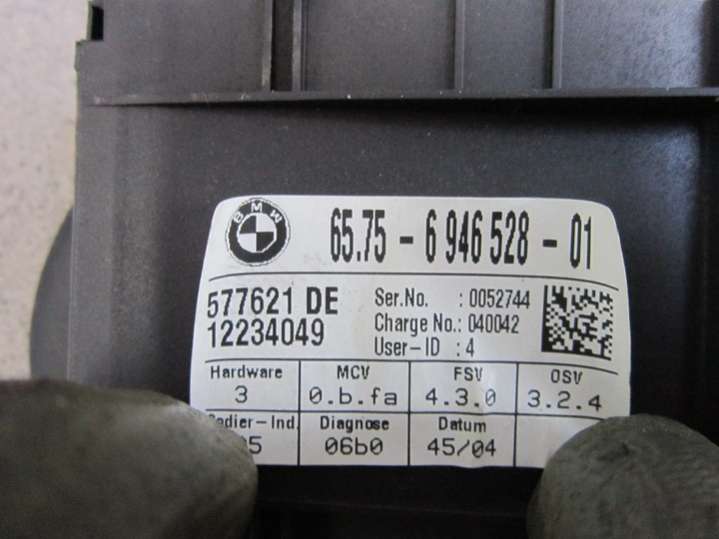 BMW
65.75 - 6 946 528 - 01
577621 DE
12234049
Ser.No. : 0052744
Charge No.: 040042
User-ID : 4
Hardware MCV FSV OSV
3 0.b.fa 4.3.0 3.2.4
Diagnose Datum
06b0 45/04